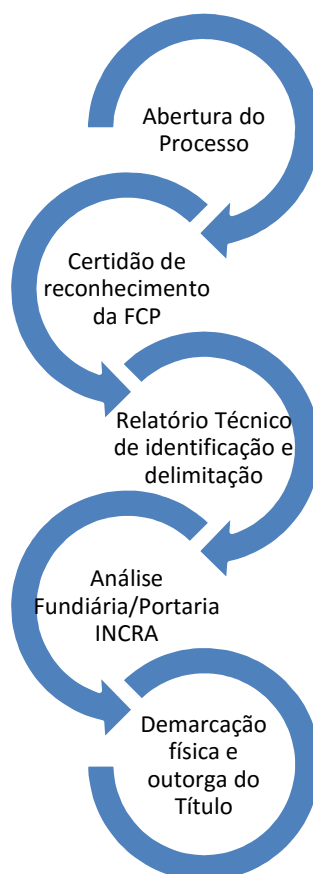 Abertura do
Processo
Certidão de
reconhecimento
da FCP
Relatório Técnico
de identificação e
delimitação
Análise
Fundiária/Portaria
INCRA
Demarcação
física e
outorga do
Título